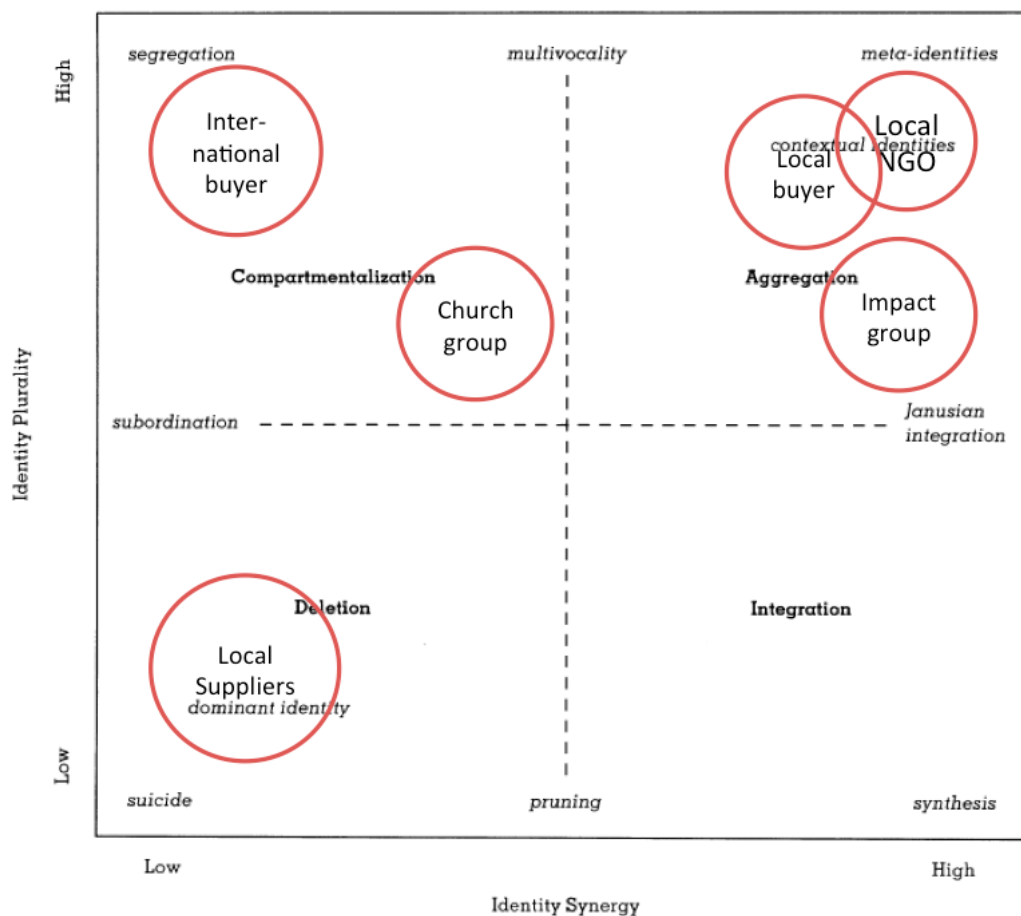 segregation
multivocality
meta-identities
High
Inter-
national
buyer
Local
NGO
contextual identities
Local
buyer
Compartmentalization
Aggregation
Church
group
Impact
group
Identity Plurality
subordination
Janusian
integration
Deletion
Integration
Local
Suppliers
dominant identity
Low
suicide
pruning
synthesis
Low
High
Identity Synergy